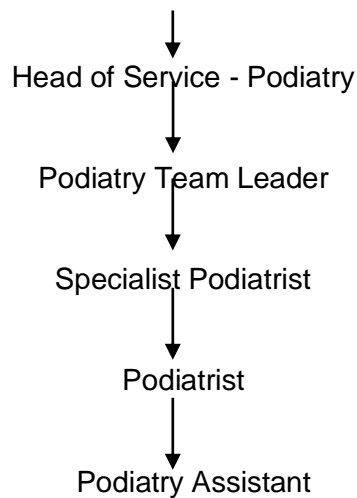 Head of Service - Podiatry
Podiatry Team Leader
Specialist Podiatrist
Podiatrist
Podiatry Assistant